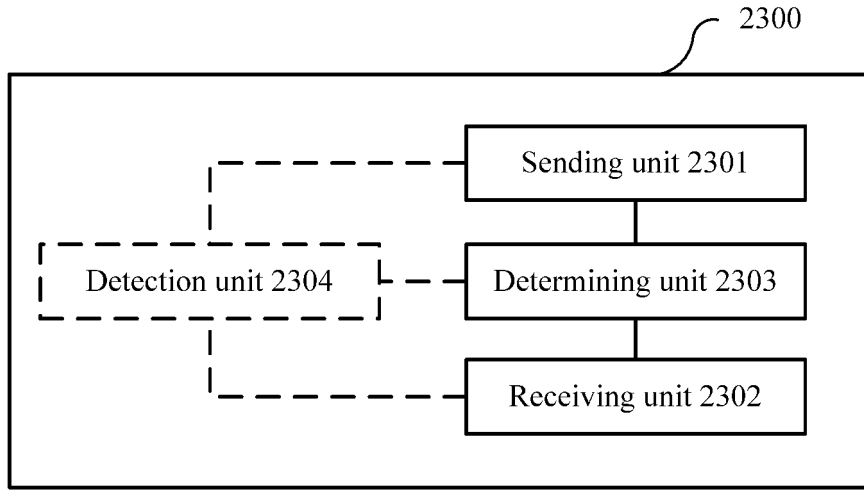 2300
Sending unit 2301
Detection unit 2304
Determining unit 2303
Receiving unit 2302